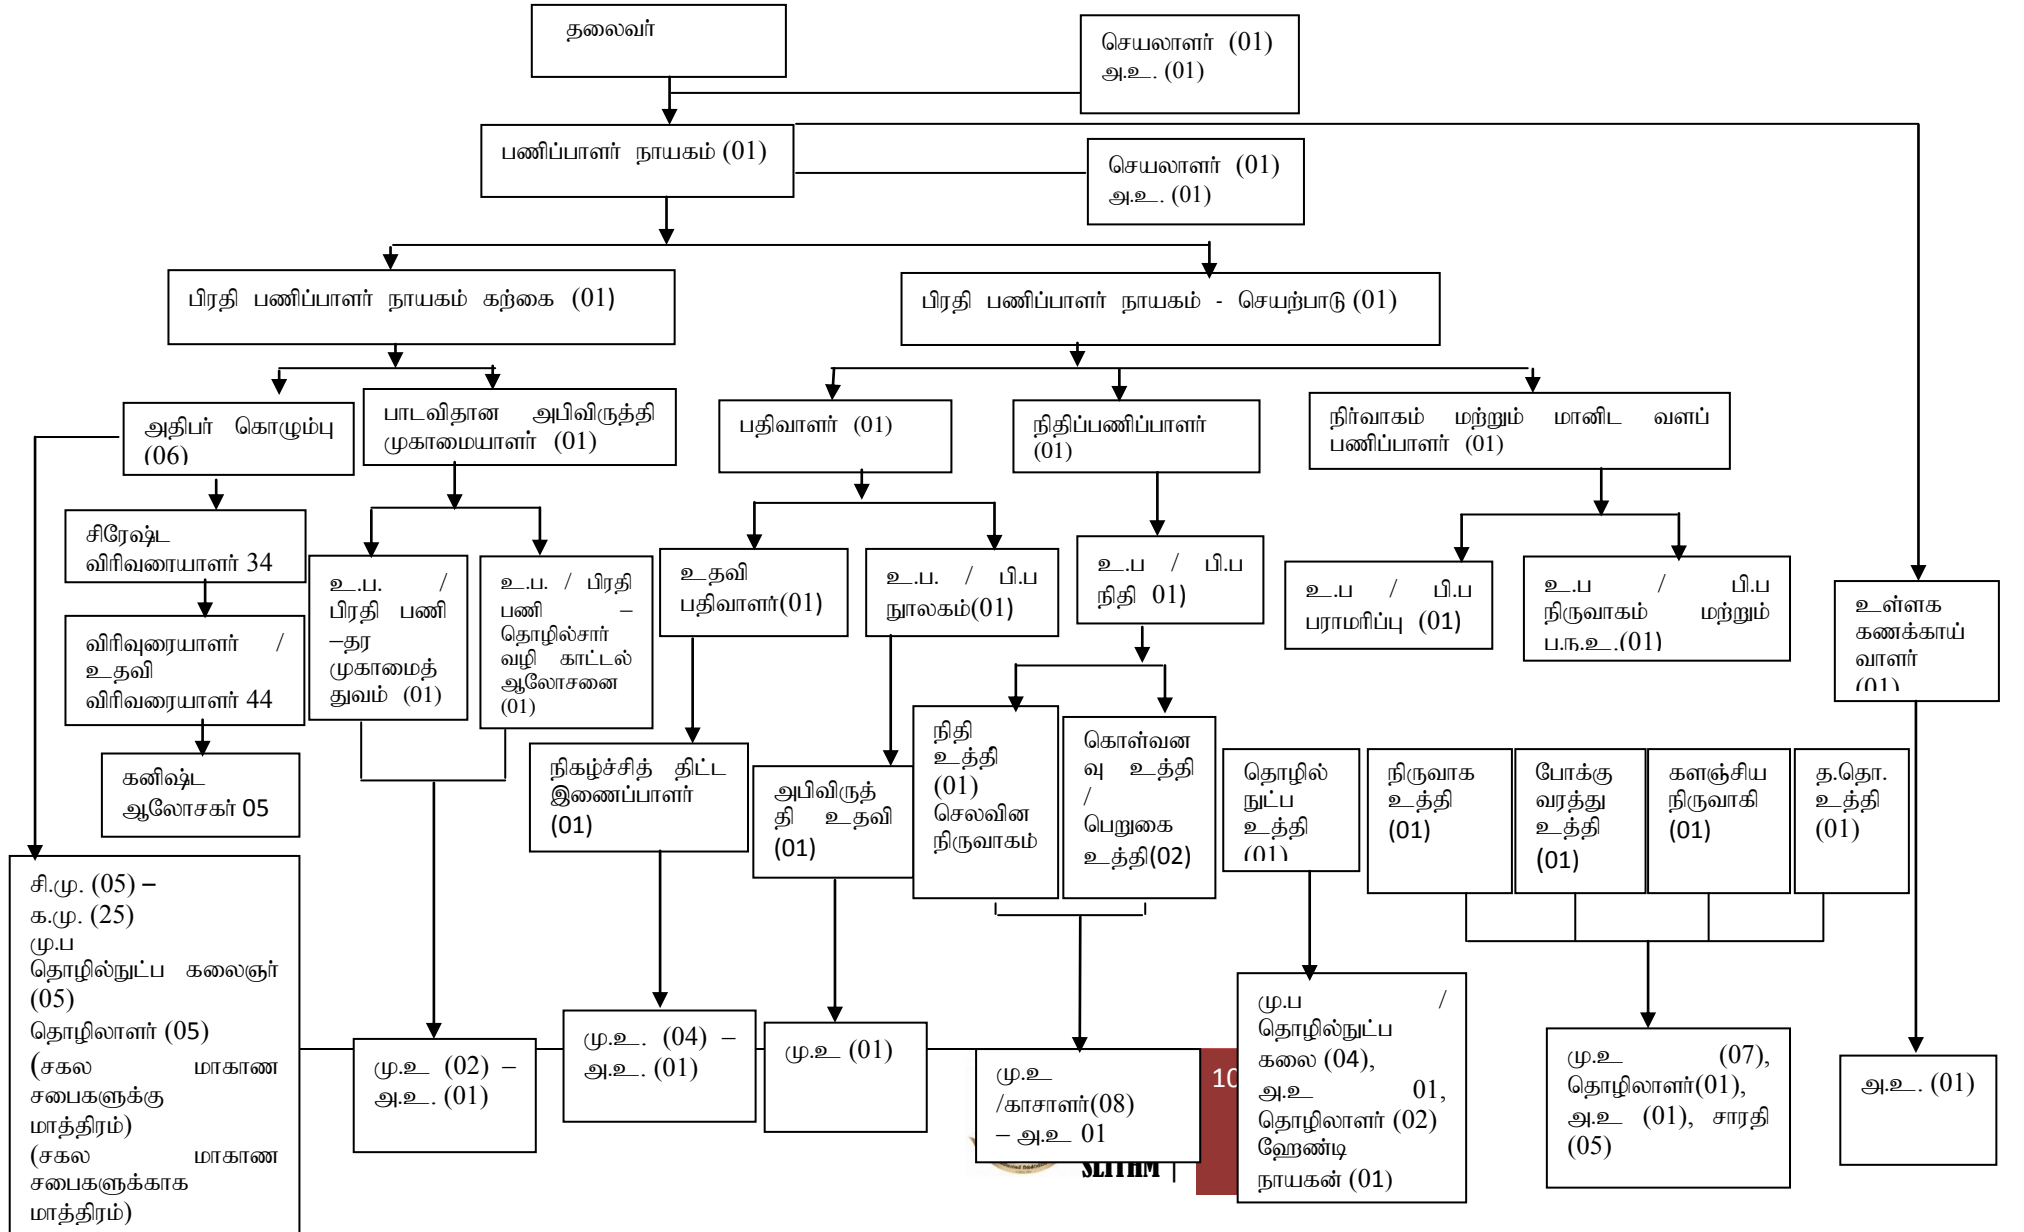 தலைவர்
செயலாளர் (01)
அ.உ. (01)
பணிப்பாளர் நாயகம் (01)
செயலாளர் (01)
அ.உ. (01)
பிரதி பணிப்பாளர் நாயகம் கற்கை (01)
பிரதி பணிப்பாளர் நாயகம் - செயற்பாடு (01)
அதிபர் கொழும்பு
(06)
பாடவிதான அபிவிருத்தி
முகாமையாளர் (01)
பதிவாளர் (01)
நிதிப்பணிப்பாளர்
(01)
நிர்வாகம் மற்றும் மானிட வளப்
பணிப்பாளர் (01)
சிரேஷ்ட
விரிவுரையாளர் 34
உ.ப. /
பிரதி பணி
–தர
முகாமைத்
துவம் (01)
உ.ப. / பிரதி
பணி –
தொழில்சார்
வழி காட்டல்
ஆலோசனை
(01)
உதவி
பதிவாளர்(01)
உ.ப. / பி.ப
நுாலகம்(01)
உ.ப / பி.ப
நிதி 01)
உ.ப / பி.ப
பராமரிப்பு (01)
உ.ப / பி.ப
நிருவாகம் மற்றும்
ப.ந.உ.(01)
உள்ளக
கணக்காய்
வாளர்
(01)
விரிவுரையாளர் /
உதவி
விரிவரையாளர் 44
கனிஷ்ட
ஆலோசகர் 05
நிகழ்ச்சித் திட்ட
இணைப்பாளர்
(01)
அபிவிருத்
தி உதவி
(01)
நிதி
உத்தி
(01)
செலவின
நிருவாகம்
கொள்வன
வு உத்தி
/
பெறுகை
உத்தி(02)
தொழில்
நுட்ப
உத்தி
(01)
நிருவாக
உத்தி
(01)
போக்கு
வரத்து
உத்தி
(01)
களஞ்சிய
நிருவாகி
(01)
த.தொ.
உத்தி
(01)
சி.மு. (05) –
க.மு. (25)
மு.ப
தொழில்நுட்ப கலைஞர்
(05)
தொழிலாளர் (05)
(சகல மாகாண
சபைகளுக்கு
மாத்திரம்)
(சகல மாகாண
சபைகளுக்காக
மாத்திரம்)
மு.உ (02) –
அ.உ. (01)
மு.உ. (04) –
அ.உ. (01)
மு.உ (01)
மு.உ
/காசாளர்(08)
– அ.உ 01
மு.ப /
தொழில்நுட்ப
கலை (04),
அ.உ 01,
தொழிலாளர் (02)
ஹேண்டி
நாயகன் (01)
மு.உ (07),
தொழிலாளர்(01),
அ.உ (01), சாரதி
(05)
அ.உ. (01)
10
SLITHM